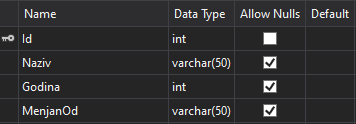 Name Data Type Allow Nulls Default
Id int
Naziv varchar(50)
Godina int
MenjanOd varchar(50)